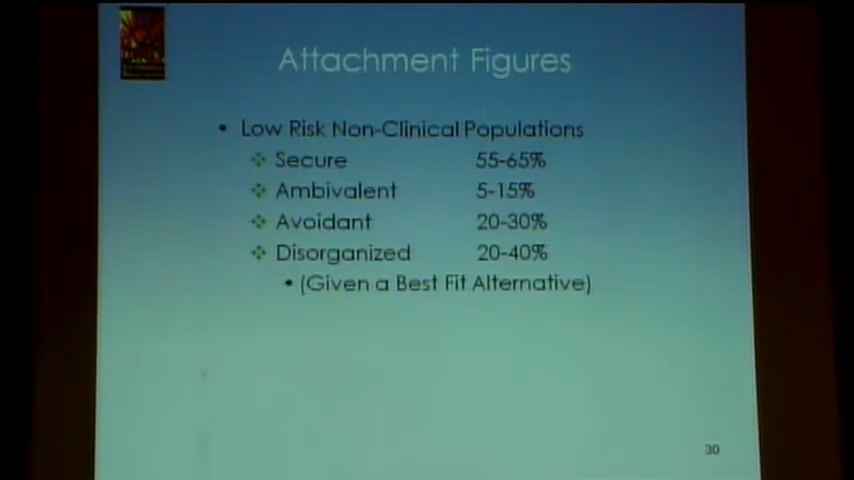 Attachment Figures
• Low Risk Non-Clinical Populations
❖ Secure 55-65%
❖ Ambivalent 5-15%
❖ Avoidant 20-30%
❖ Disorganized 20-40%
• (Given a Best Fit Alternative)
30